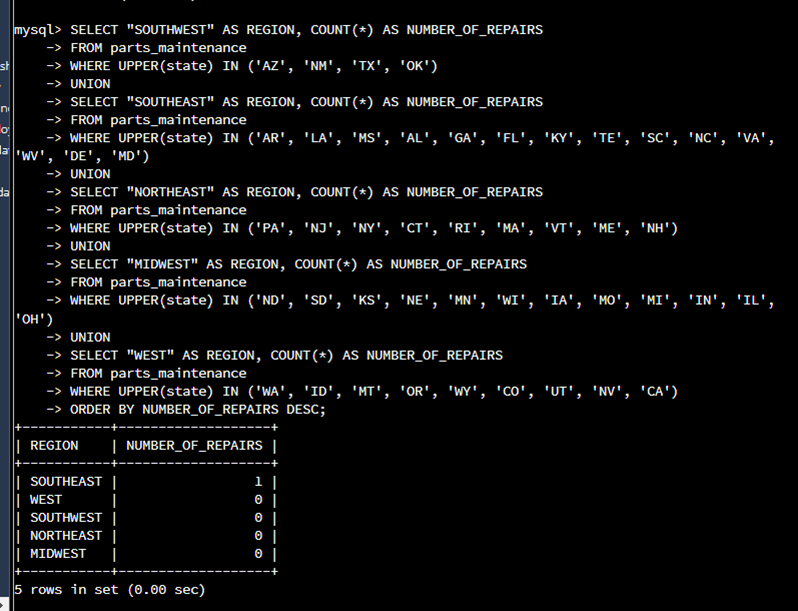 mysql> SELECT "SOUTHWEST" AS REGION, COUNT(*) AS NUMBER_OF_REPAIRS
    -> FROM parts_maintenance
    -> WHERE UPPER(state) IN ('AZ', 'NM', 'TX', 'OK')
    -> UNION
    -> SELECT "SOUTHEAST" AS REGION, COUNT(*) AS NUMBER_OF_REPAIRS
    -> FROM parts_maintenance
    -> WHERE UPPER(state) IN ('AR', 'LA', 'MS', 'AL', 'GA', 'FL', 'KY', 'TE', 'SC', 'NC', 'VA',
'WV', 'DE', 'MD')
    -> UNION
    -> SELECT "NORTHEAST" AS REGION, COUNT(*) AS NUMBER_OF_REPAIRS
    -> FROM parts_maintenance
    -> WHERE UPPER(state) IN ('PA', 'NJ', 'NY', 'CT', 'RI', 'MA', 'VT', 'ME', 'NH')
    -> UNION
    -> SELECT "MIDWEST" AS REGION, COUNT(*) AS NUMBER_OF_REPAIRS
    -> FROM parts_maintenance
    -> WHERE UPPER(state) IN ('ND', 'SD', 'KS', 'NE', 'MN', 'WI', 'IA', 'MO', 'MI', 'IN', 'IL',
'OH')
    -> UNION
    -> SELECT "WEST" AS REGION, COUNT(*) AS NUMBER_OF_REPAIRS
    -> FROM parts_maintenance
    -> WHERE UPPER(state) IN ('WA', 'ID', 'MT', 'OR', 'WY', 'CO', 'UT', 'NV', 'CA')
    -> ORDER BY NUMBER_OF_REPAIRS DESC;
+-----------+-------------------+
| REGION    | NUMBER_OF_REPAIRS |
+-----------+-------------------+
| SOUTHEAST |                 1 |
| WEST      |                 0 |
| SOUTHWEST |                 0 |
| NORTHEAST |                 0 |
| MIDWEST   |                 0 |
+-----------+-------------------+
5 rows in set (0.00 sec)